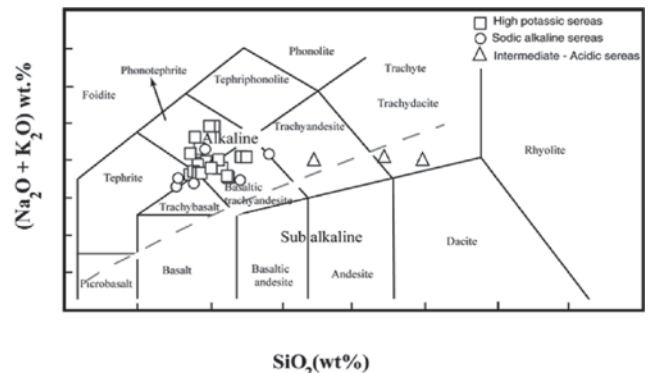 High potassic sereas
Sodic alkaline sereas
Intermediate - Acidic sereas
Phonolite
Phonotephrite
Tephriphonolite
Trachyte
Foidite
Trachydacite
Trachyandesite
Alkaline
Rhyolite
Tephrite
Basaltic
trachyandesite
Trachybasalt
Sub alkaline
Dacite
Picrobasalt
Basalt
Basaltic
andesite
Andesite
(Na2O + K2O) wt.%
SiO2(wt%)